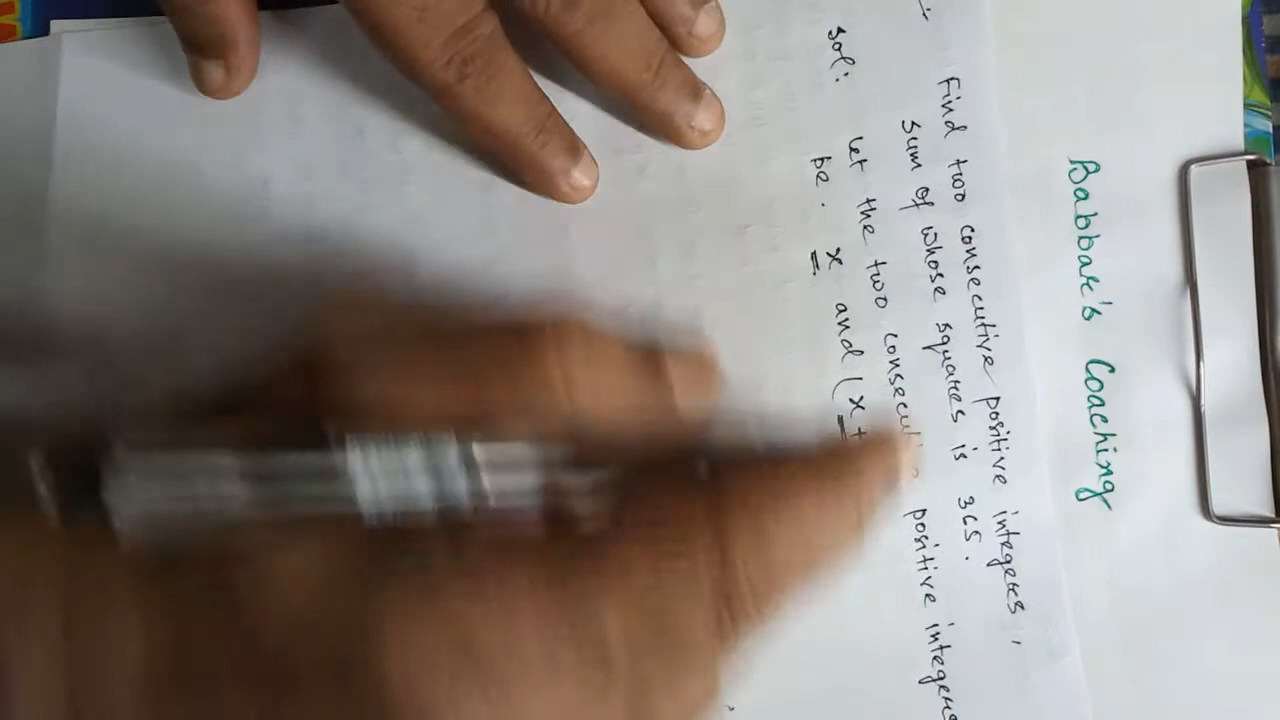 Babbar's Coaching
Find two consecutive positive integers,
sum of whose squares is 365.
Sol: let the two positive integers
be. x and (x +